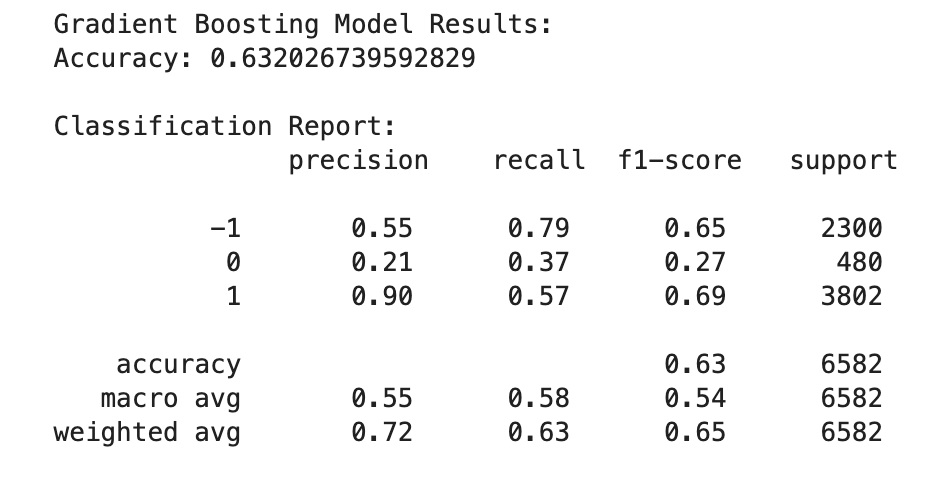 Gradient Boosting Model Results:
Accuracy: 0.632026739592829
Classification Report:
precision recall f1-score support
-1 0.55 0.79 0.65 2300
0 0.21 0.37 0.27 480
1 0.90 0.57 0.69 3802
accuracy 0.63 6582
macro avg 0.55 0.58 0.54 6582
weighted avg 0.72 0.63 0.65 6582